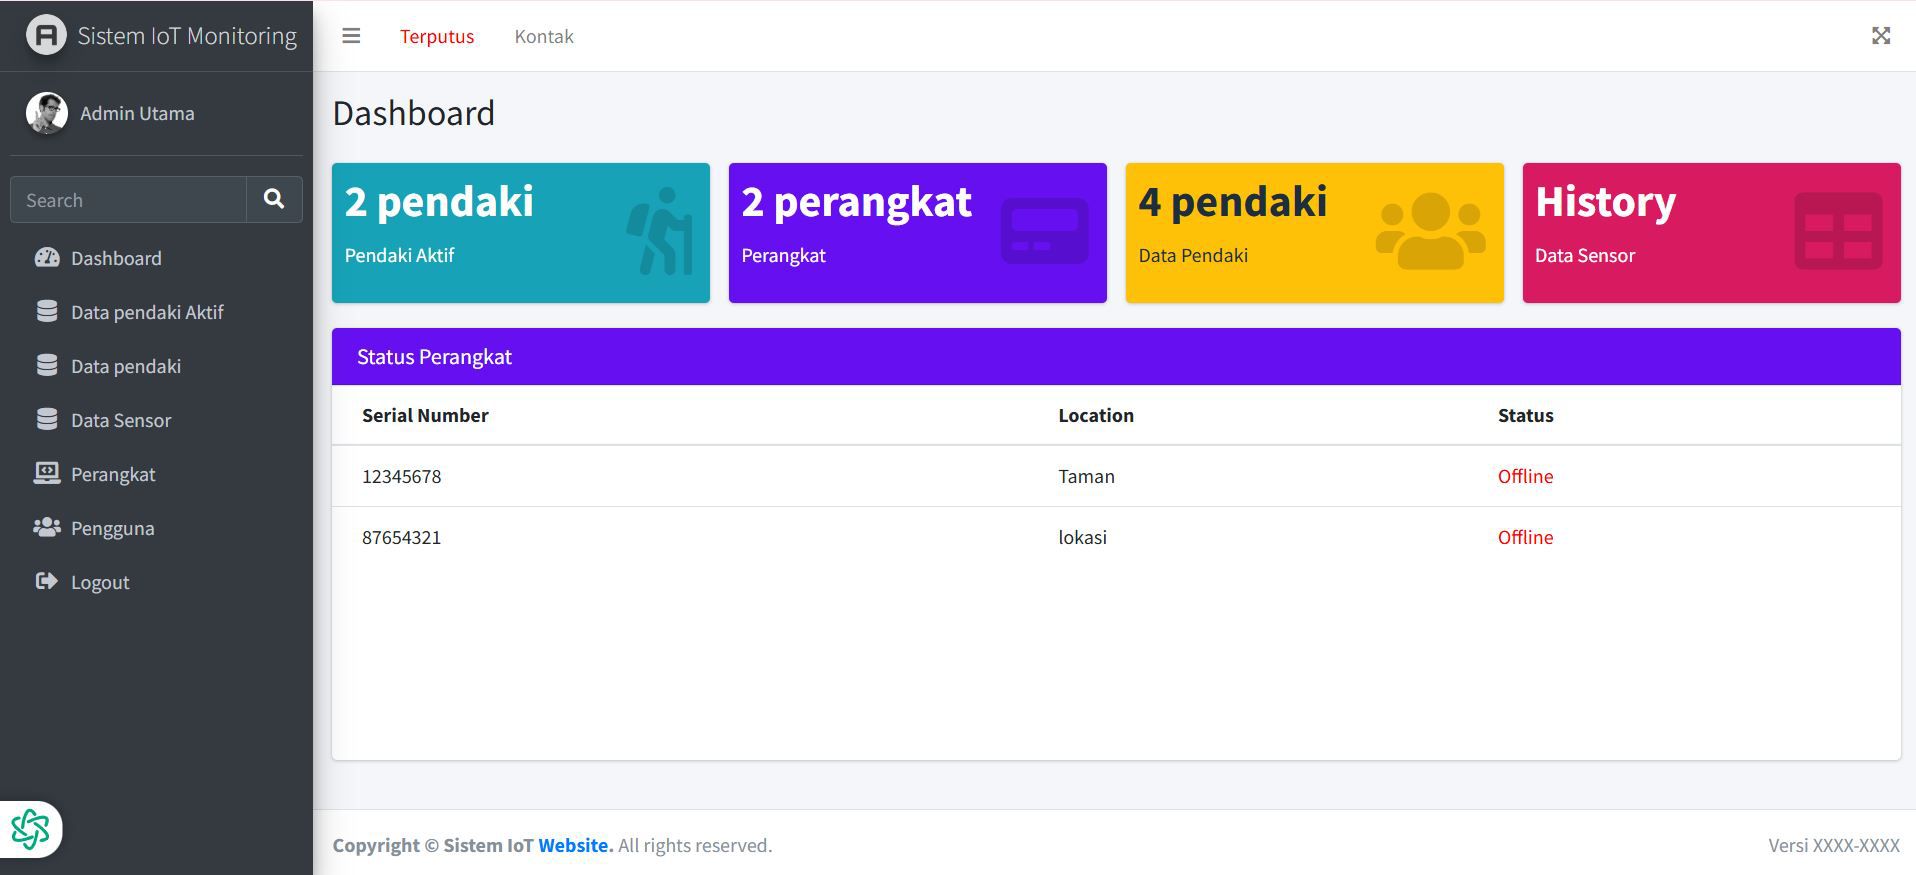 Sistem IoT Monitoring
Terputus
Kontak
Admin Utama
Search
Dashboard
Data pendaki Aktif
Data pendaki
Data Sensor
Perangkat
Pengguna
Logout
Dashboard
2 pendaki
Pendaki Aktif
2 perangkat
Perangkat
4 pendaki
Data Pendaki
History
Data Sensor
Status Perangkat
Serial Number Location Status
12345678 Taman Offline
87654321 lokasi Offline
Copyright © Sistem IoT Website. All rights reserved.
Versi XXXX-XXXX